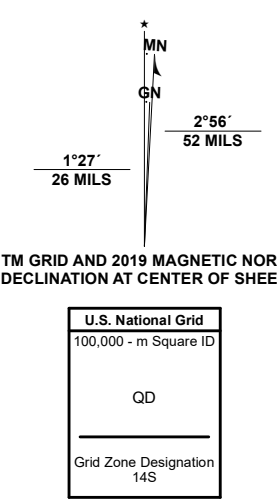 MN
GN
2°56´
52 MILS
1°27´
26 MILS
TM GRID AND 2019 MAGNETIC NOR
DECLINATION AT CENTER OF SHEE
U.S. National Grid
100,000 - m Square ID
QD
Grid Zone Designation
14S